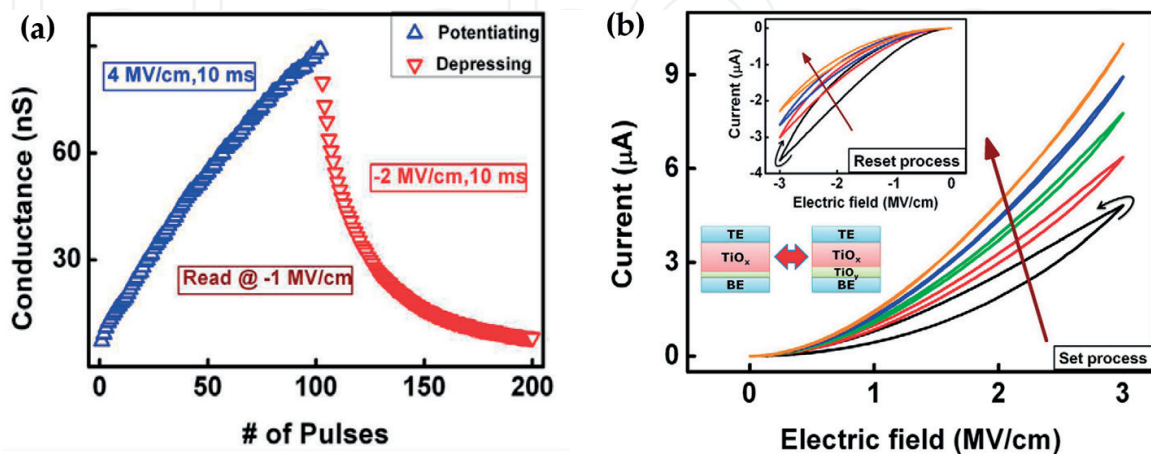 (a)
Conductance (nS)
60
30
Potentiating
Depressing
4 MV/cm,10 ms
-2 MV/cm,10 ms
Read @ -1 MV/cm
0 50 100 150 200
# of Pulses
(b)
Current (μA)
9
6
3
0
Current (μA)
0
-1
-2
-3
-4
Reset process
-3 -2 -1 0
Electric field (MV/cm)
TE TE
TiOx TiOx
TiOy
BE BE
Set process
0 1 2 3
Electric field (MV/cm)